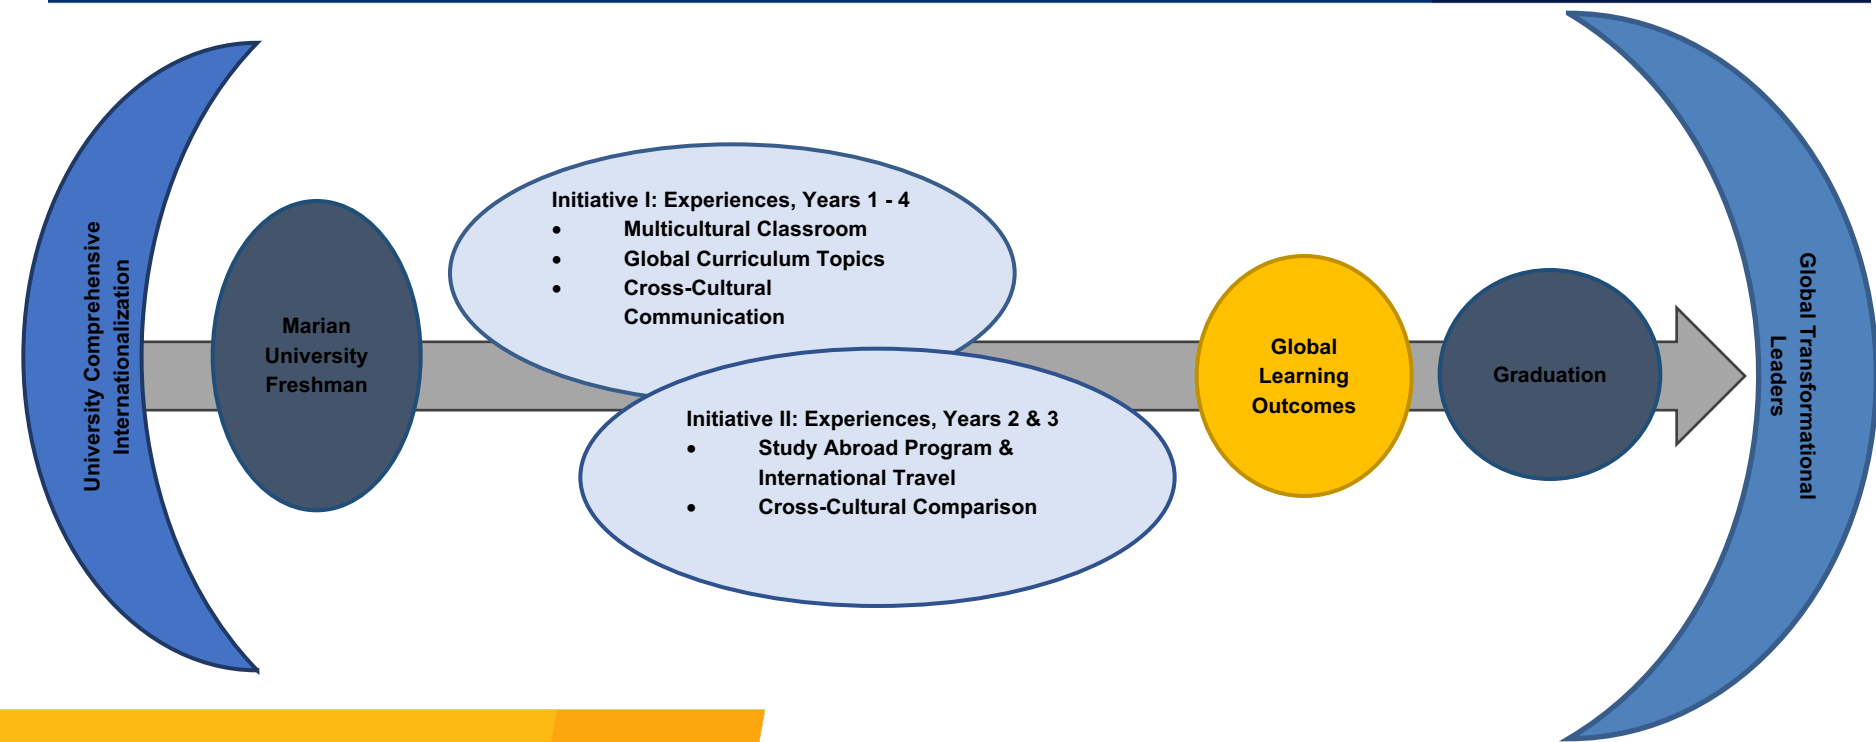 University Comprehensive
Internationalization
Marian
University
Freshman
Initiative I: Experiences, Years 1 - 4
• Multicultural Classroom
• Global Curriculum Topics
• Cross-Cultural
Communication
Initiative II: Experiences, Years 2 & 3
• Study Abroad Program &
International Travel
• Cross-Cultural Comparison
Global
Learning
Outcomes
Graduation
Global Transformational
Leaders